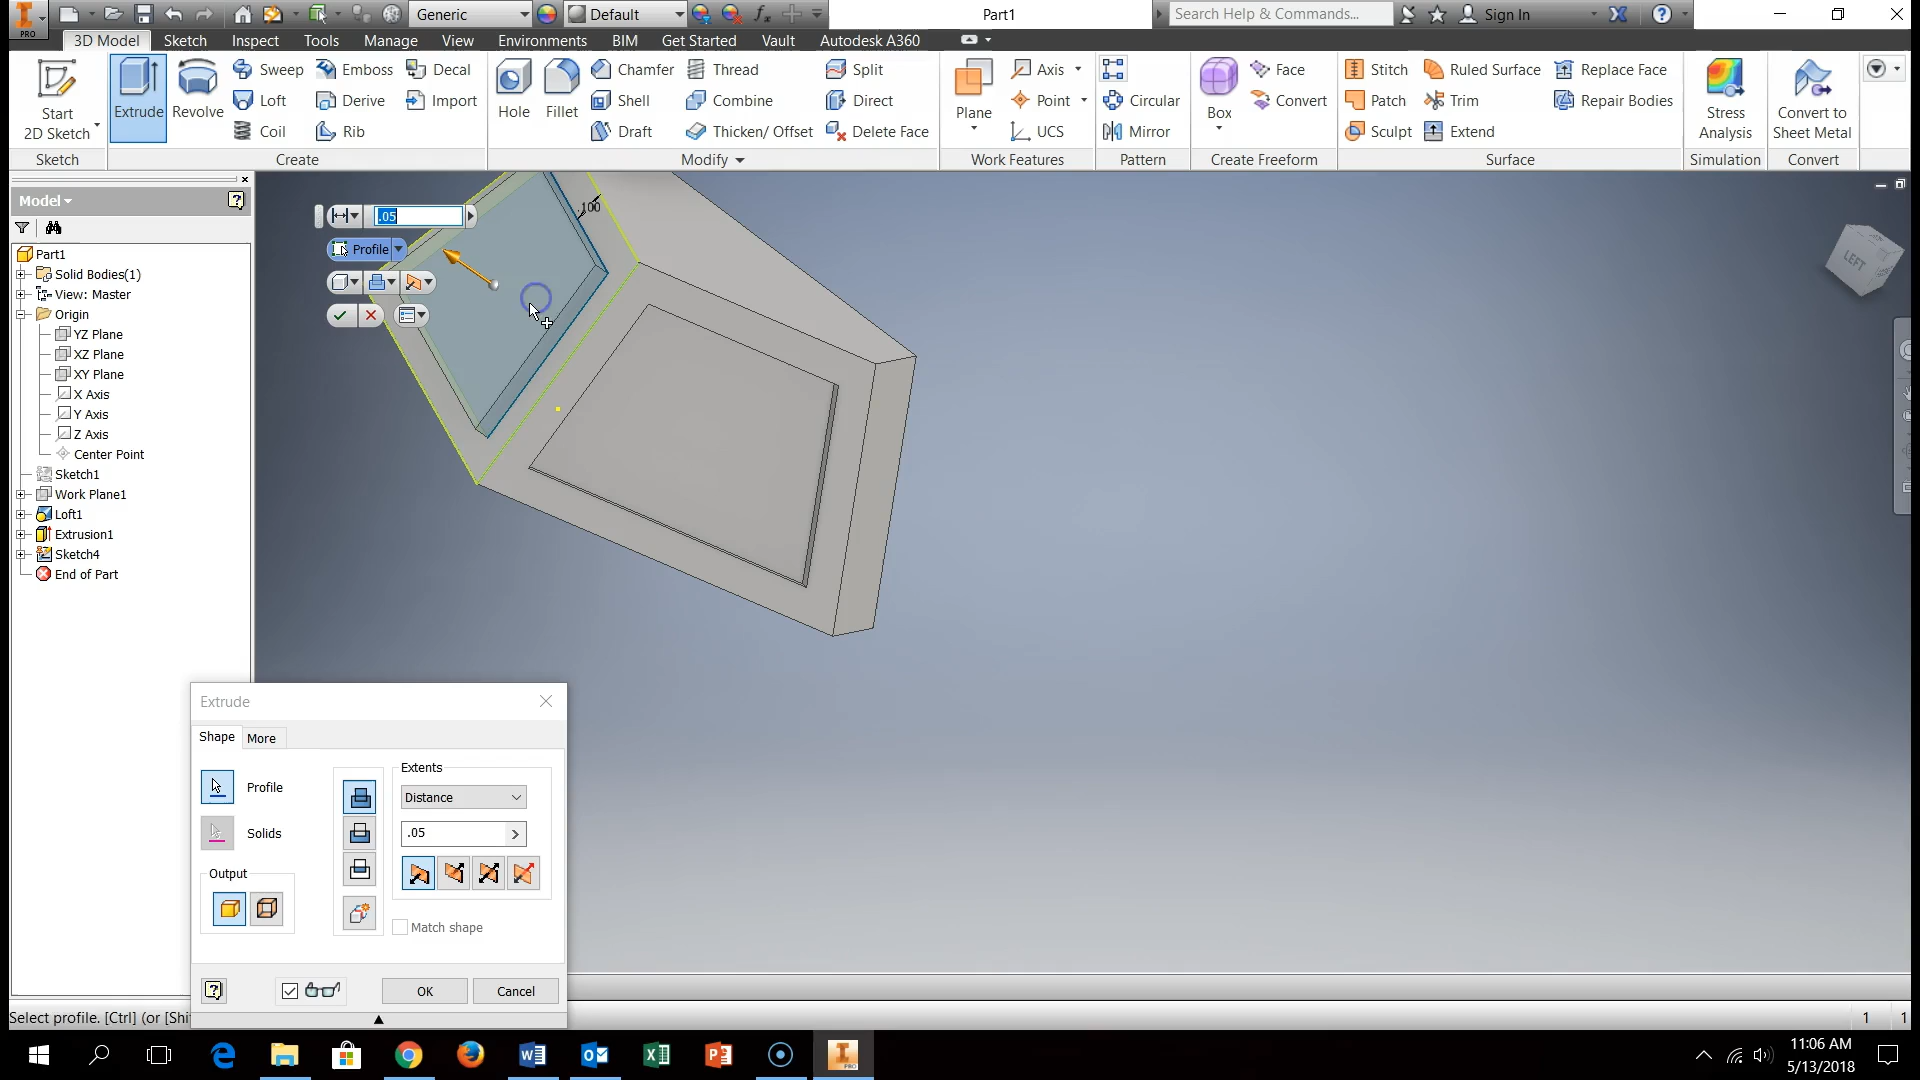 PRO
Generic
Default
fx
Part1
Search Help & Commands...
Sign In
3D Model Sketch Inspect Tools Manage View Environments BIM Get Started Vault Autodesk A360
Start
2D Sketch
Extrude
Revolve
Sweep
Loft
Coil
Emboss
Derive
Rib
Decal
Import
Hole
Fillet
Chamfer
Shell
Draft
Thread
Combine
Thicken/ Offset
Split
Direct
Delete Face
Plane
Axis
Point
UCS
Circular
Mirror
Box
Face
Convert
Stitch
Patch
Sculpt
Ruled Surface
Trim
Extend
Replace Face
Repair Bodies
Stress
Analysis
Convert to
Sheet Metal
Sketch Create Modify Work Features Pattern Create Freeform Surface Simulation Convert
Model
Part1
Solid Bodies(1)
View: Master
Origin
YZ Plane
XZ Plane
XY Plane
X Axis
Y Axis
Z Axis
Center Point
Sketch1
Work Plane1
Loft1
Extrusion1
Sketch4
End of Part
.05
Profile
.100
LEFT
Extrude
Shape More
Profile
Solids
Output
Extents
Distance
.05
Match shape
OK Cancel
Select profile. [Ctrl] (or [Shi
1 1
11:06 AM
5/13/2018